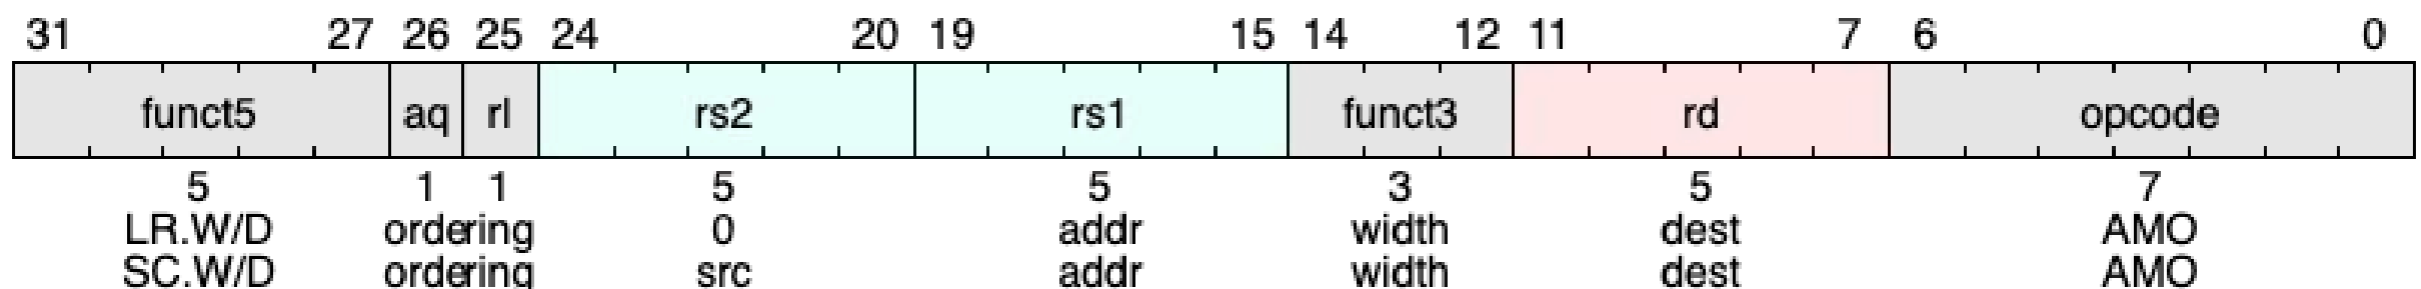 31 27 26 25 24 20 19 15 14 12 11 7 6 0
funct5 aq rl rs2 rs1 funct3 rd opcode
5 1 1 5 5 3 5 7
LR.W/D ordering 0 addr width dest AMO
SC.W/D ordering src addr width dest AMO